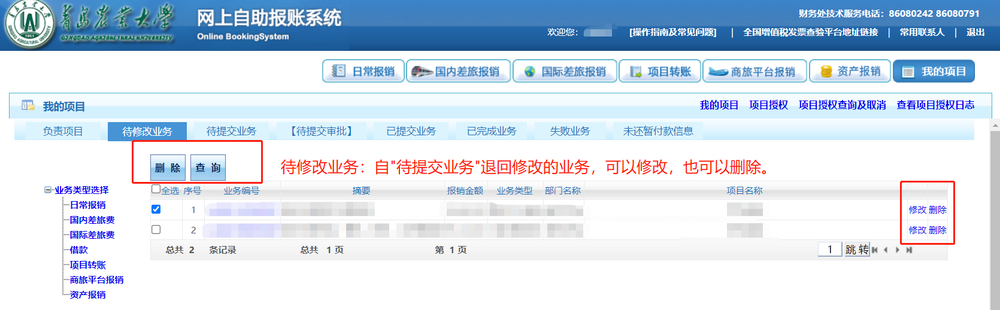 青岛农业大学
QINGDAO AGRICULTURAL UNIVERSITY
1951
网上自助报账系统
Online BookingSystem
财务处技术服务电话：86080242 86080791
欢迎您：
[操作指南及常见问题] | 全国增值税发票查验平台地址链接 | 常用联系人 | 退出
日常报销 国内差旅报销 国际差旅报销 项目转账 商旅平台报销 资产报销 我的项目
我的项目
我的项目 项目授权 项目授权查询及取消 查看项目授权日志
负责项目 待修改业务 待提交业务 【待提交审批】 已提交业务 已完成业务 失败业务 未还暂付款信息
删 除 查 询
待修改业务：自"待提交业务"退回修改的业务，可以修改，也可以删除。
业务类型选择
日常报销
国内差旅费
国际差旅费
借款
项目转账
商旅平台报销
资产报销
全选 序号 业务编号 摘要 报销金额 业务类型 部门名称 项目名称
1 修改 删除
2 修改 删除
总共 2 条记录 总共 1 页 第 1 页 1 跳 转